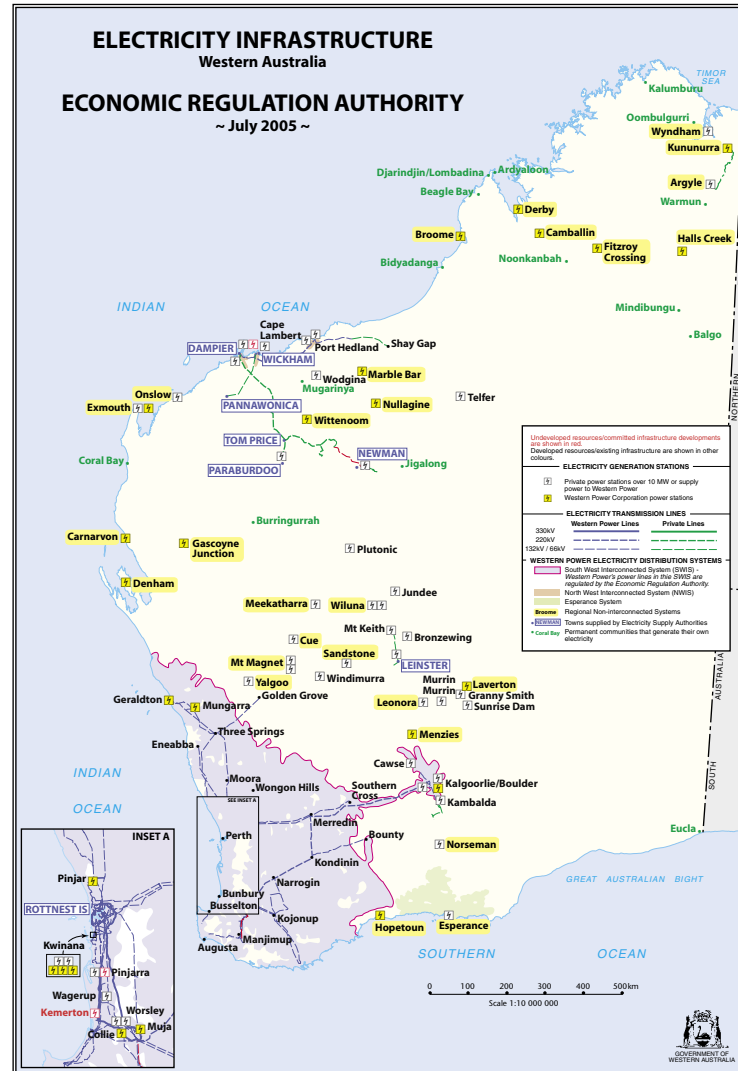 ELECTRICITY INFRASTRUCTURE
Western Australia
ECONOMIC REGULATION AUTHORITY
~ July 2005 ~
TIMOR
SEA
Kalumburu
Oombulgurri
Wyndham
Kununurra
Argyle
Warmun
Djarindjin/Lombadina
Ardyaloon
Beagle Bay
Derby
Broome
Camballin
Fitzroy
Crossing
Halls Creek
Bidyadanga
Noonkanbah
Mindibungu
Balgo
INDIAN
OCEAN
Cape
Lambert
DAMPIER
WICKHAM
Port Hedland
Shay Gap
Wodgina
Marble Bar
Mugarinya
Onslow
Exmouth
PANNAWONICA
Nullagine
Telfer
Wittenoom
TOM PRICE
NEWMAN
PARABURDOO
Jigalong
Coral Bay
NORTHERN
Undeveloped resources/committed infrastructure developments
are shown in red.
Developed resources/existing infrastructure are shown in other
colours.
ELECTRICITY GENERATION STATIONS
Private power stations over 10 MW or supply
power to Western Power
Western Power Corporation power stations
ELECTRICITY TRANSMISSION LINES
Western Power Lines
Private Lines
330kV
220kV
132kV / 66kV
WESTERN POWER ELECTRICITY DISTRIBUTION SYSTEMS
South West Interconnected System (SWIS) -
Western Power's power lines in thie SWIS are
regulated by the Economic Regulation Authority.
North West Interconnected System (NWIS)
Esperance System
Broome
Regional Non-interconnected Systems
NEWMAN
Towns supplied by Electricity Supply Authorities
Coral Bay
Permanent communities that generate their own
electricity
Burringurrah
Carnarvon
Gascoyne
Junction
Plutonic
Denham
Jundee
Meekatharra
Wiluna
Mt Keith
Bronzewing
Cue
Sandstone
LEINSTER
Mt Magnet
Windimurra
Yalgoo
Golden Grove
Murrin
Murrin
Laverton
Granny Smith
Leonora
Sunrise Dam
AUSTRALIA
SOUTH
Geraldton
Mungarra
Three Springs
Eneabba
Menzies
Cawse
INDIAN
OCEAN
Moora
Wongon Hills
Southern
Cross
Kalgoorlie/Boulder
Kambalda
SEE INSET A
Merredin
Bounty
Perth
Norseman
Eucla
Kondinin
Narrogin
GREAT AUSTRALIAN BIGHT
Bunbury
Busselton
Kojonup
Hopetoun
Esperance
Augusta
Manjimup
SOUTHERN
OCEAN
INSET A
Pinjar
ROTTNEST IS
Kwinana
Pinjarra
Wagerup
Kemerton
Worsley
Collie
Muja
0 100 200 300 400 500km
Scale 1:10 000 000
GOVERNMENT OF
WESTERN AUSTRALIA